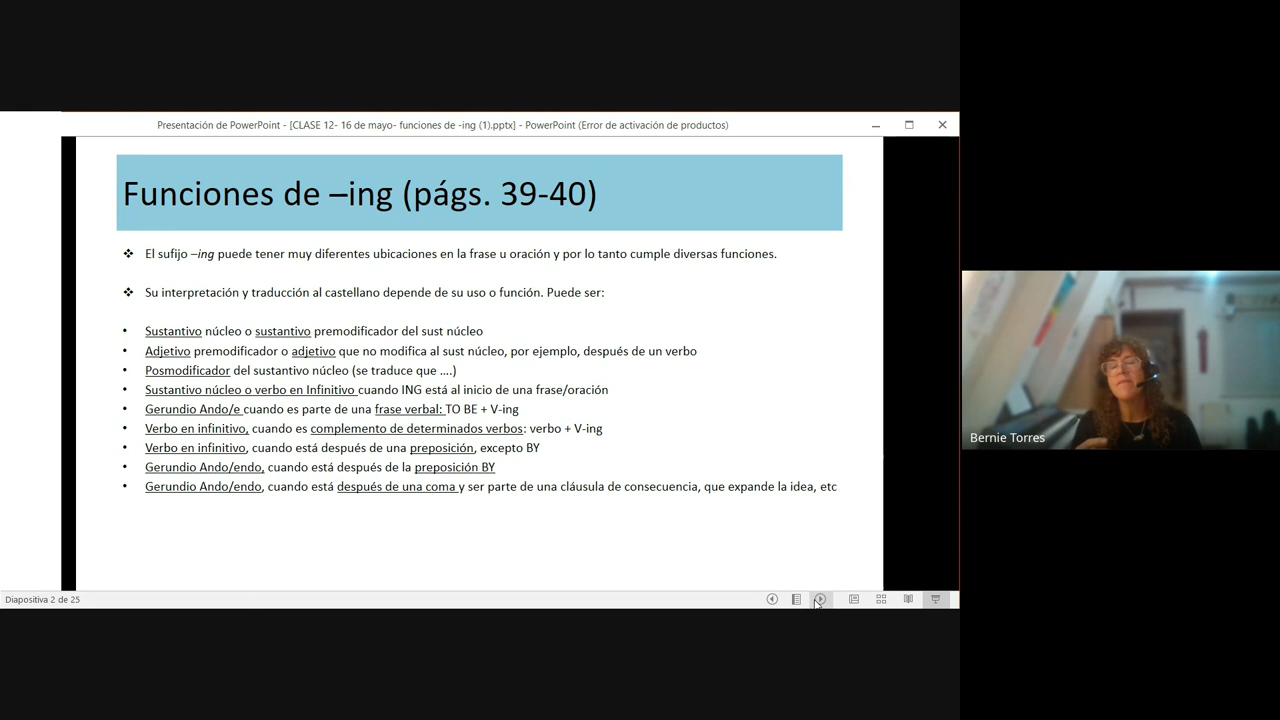 Presentación de PowerPoint - [CLASE 12- 16 de mayo- funciones de -ing (1).pptx] - PowerPoint (Error de activación de productos)
Funciones de –ing (págs. 39-40)
❖ El sufijo –ing puede tener muy diferentes ubicaciones en la frase u oración y por lo tanto cumple diversas funciones.
❖ Su interpretación y traducción al castellano depende de su uso o función. Puede ser:
• Sustantivo núcleo o sustantivo premodificador del sust núcleo
• Adjetivo premodificador o adjetivo que no modifica al sust núcleo, por ejemplo, después de un verbo
• Posmodificador del sustantivo núcleo (se traduce que ....)
• Sustantivo núcleo o verbo en Infinitivo cuando ING está al inicio de una frase/oración
• Gerundio Ando/e cuando es parte de una frase verbal: TO BE + V-ing
• Verbo en infinitivo, cuando es complemento de determinados verbos: verbo + V-ing
• Verbo en infinitivo, cuando está después de una preposición, excepto BY
• Gerundio Ando/endo, cuando está después de la preposición BY
• Gerundio Ando/endo, cuando está después de una coma y ser parte de una cláusula de consecuencia, que expande la idea, etc
Bernie Torres
Diapositiva 2 de 25